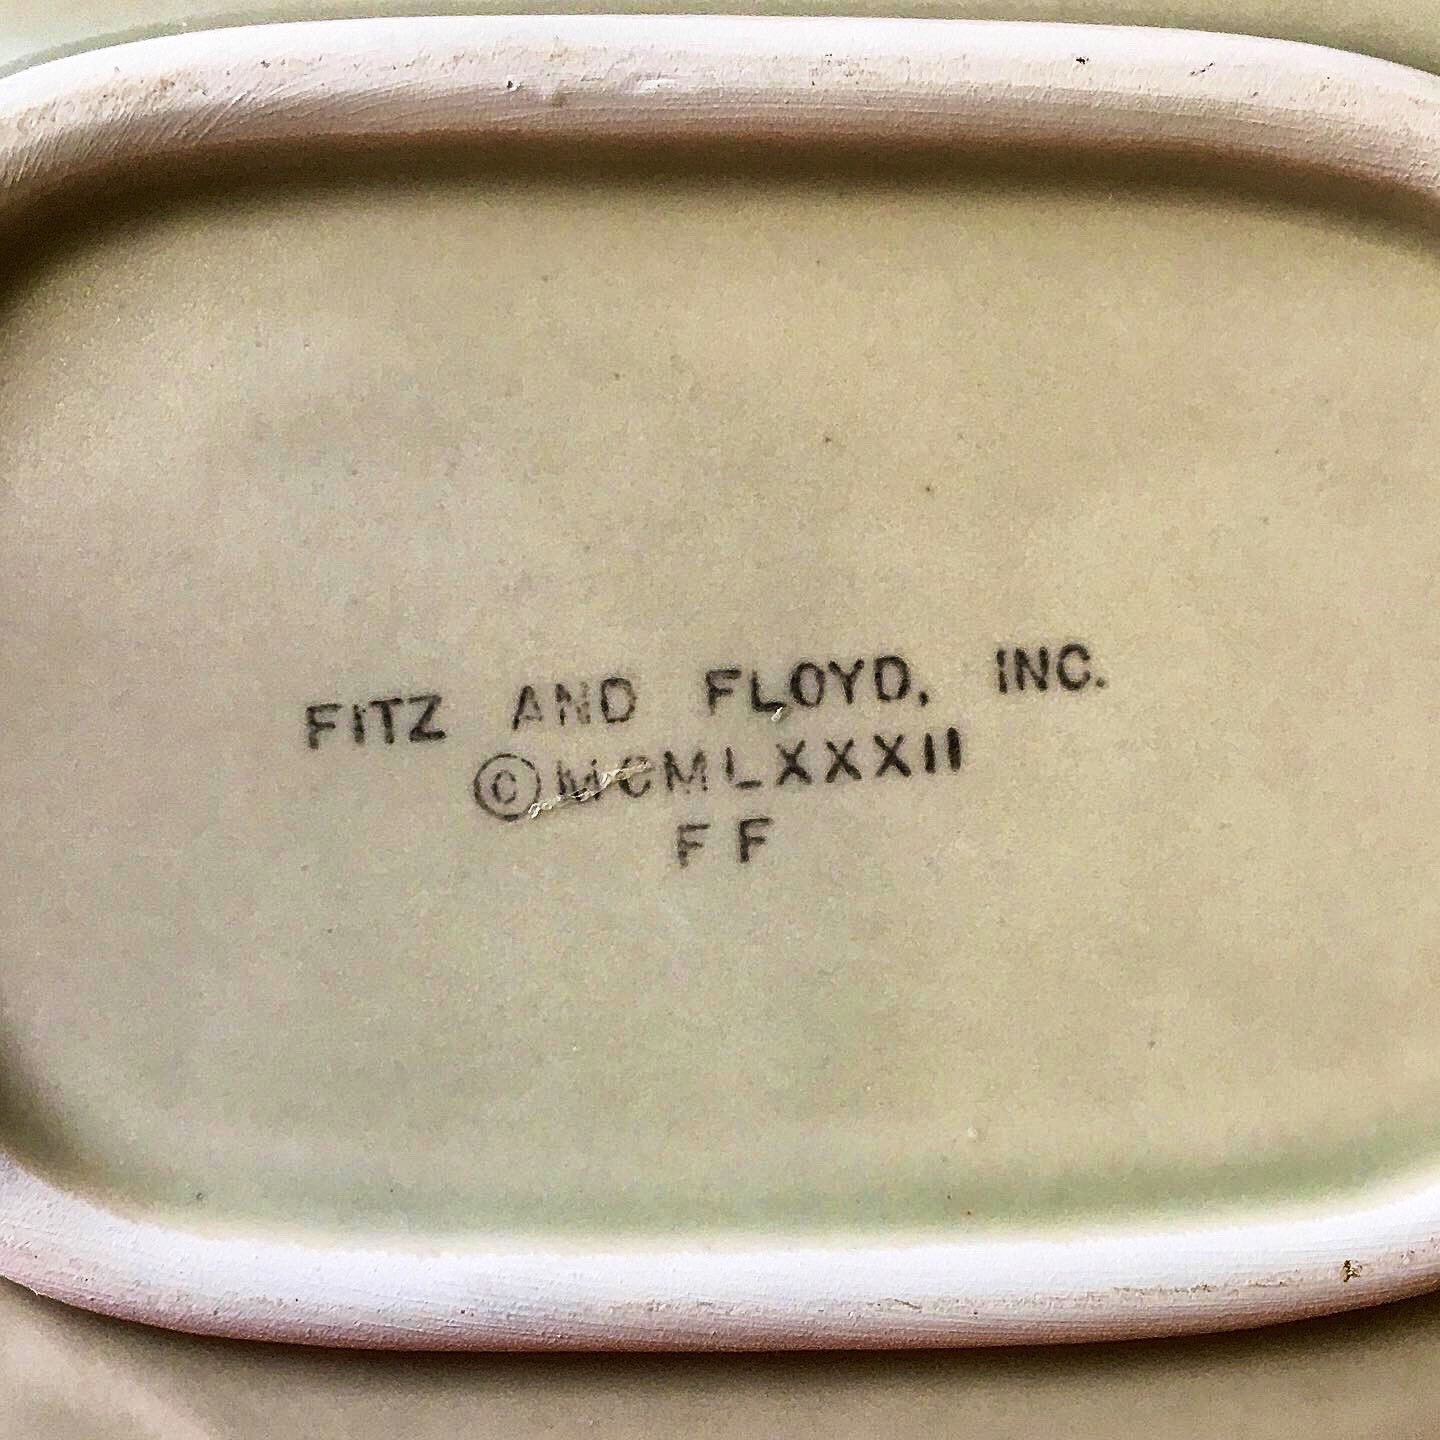 FITZ AND FLOYD, INC.
©MCMLXXXII
FF